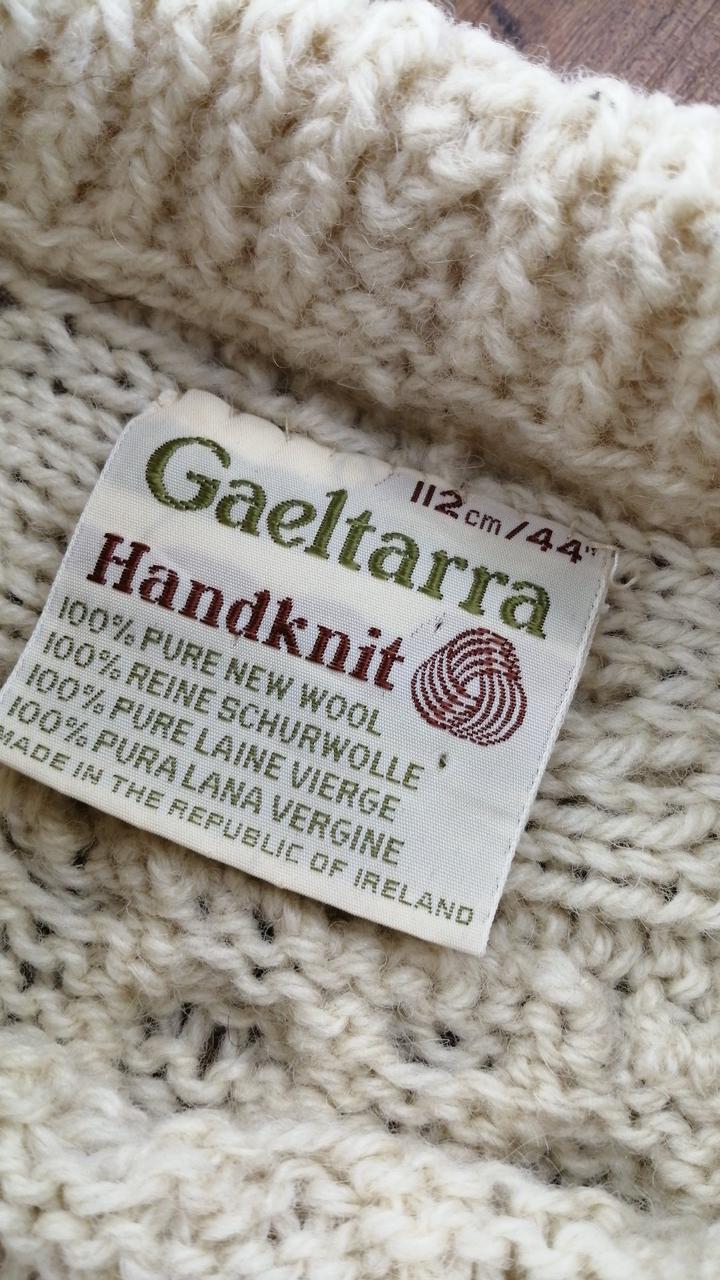 112cm/44"
Gaeltarra
Handknit
100% PURE NEW WOOL
100% REINE SCHURWOLLE
100% PURE LAINE VIERGE
100% PURA LANA VERGINE
MADE IN THE REPUBLIC OF IRELAND